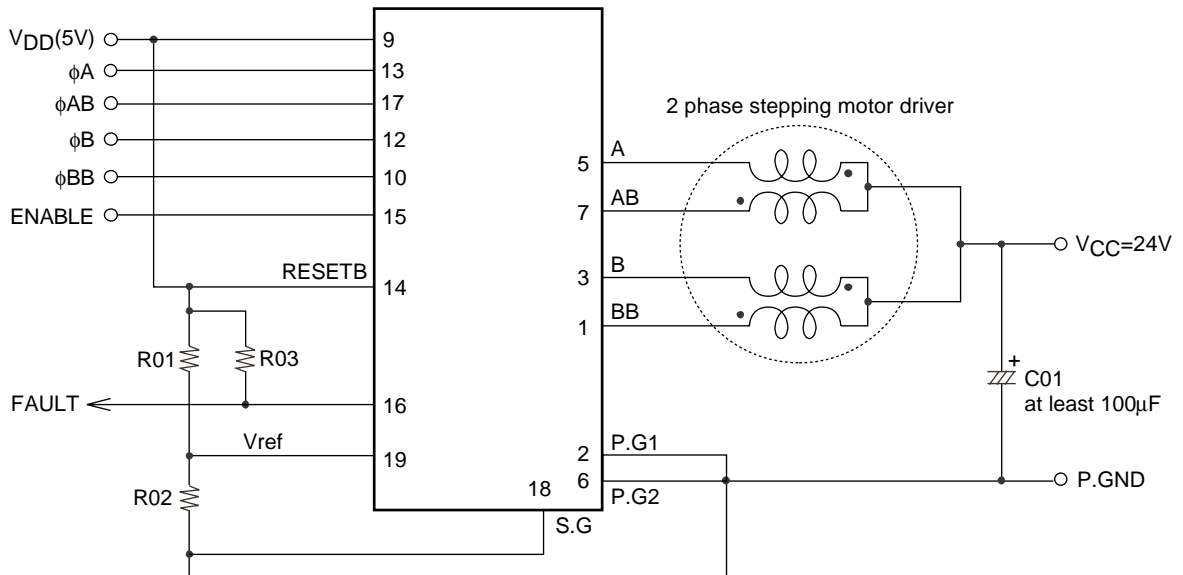 VDD(5V)
9
ϕA
13
ϕAB
17
ϕB
12
ϕBB
10
ENABLE
15
RESETB
14
R01
R03
FAULT
16
Vref
19
R02
18
S.G
2 phase stepping motor driver
5
A
7
AB
3
B
1
BB
VCC=24V
+
C01
at least 100μF
2
P.G1
6
P.G2
P.GND